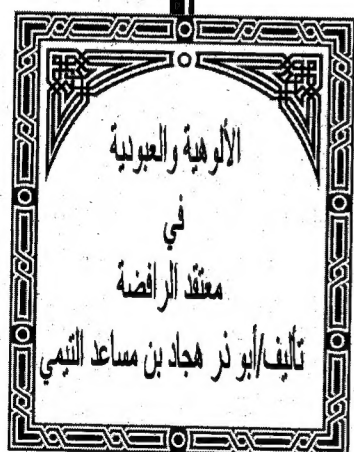 الألوهية والعبودية
في
معتقد الرافضة
تأليف/أبو ذر هجاد بن مساعد التيمي